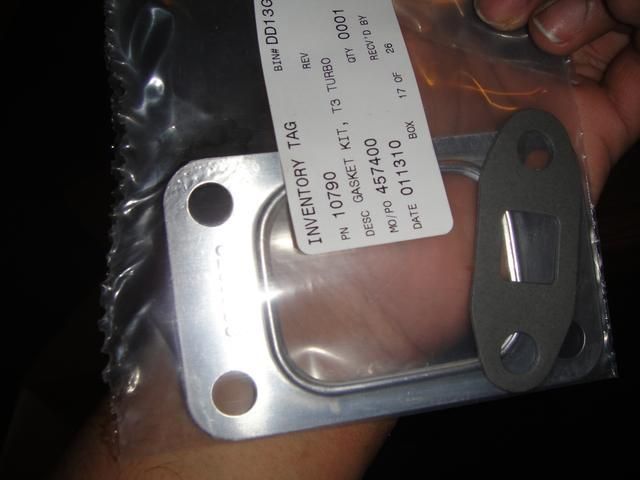 INVENTORY TAG
BIN# DD13G
PN 10790 REV
DESC GASKET KIT, T3 TURBO
MO/PO 457400 QTY 0001
DATE 011310 BOX 17 OF 26 RECV'D BY